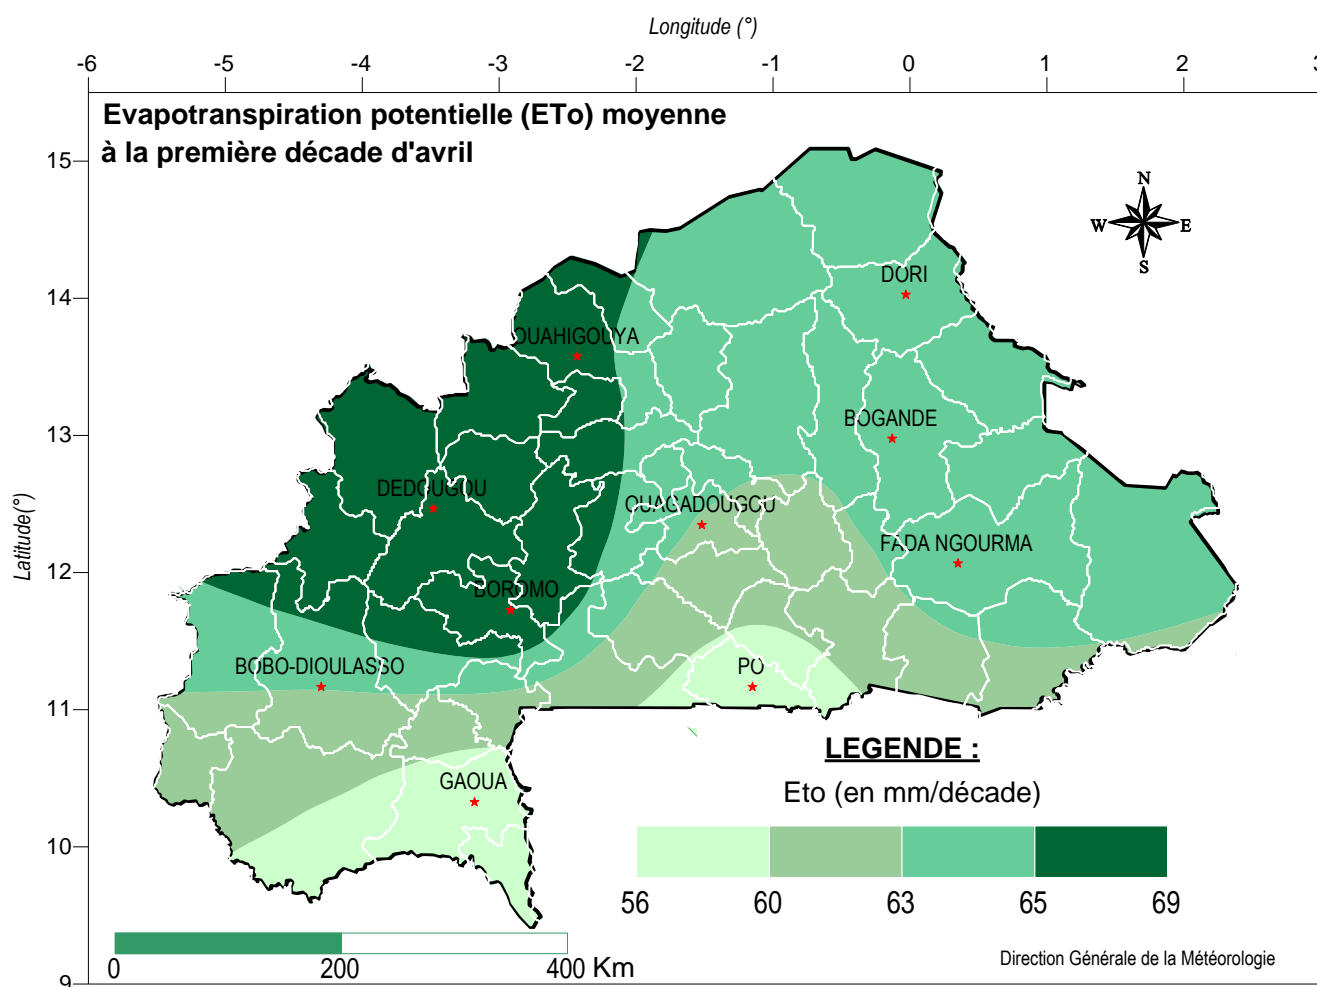 Longitude (°)
-6 -5 -4 -3 -2 -1 0 1 2 3
Evapotranspiration potentielle (ETo) moyenne
à la première décade d'avril
15
N
W E
S
DORI
14
OUAHIGOUYA
BOGANDE
13
DEDOUGOU
OUAGADOUGOU
Latitude(°)
FADA NGOURMA
12
BOROMO
BOBO-DIOULASSO
PO
11
LEGENDE :
GAOUA
Eto (en mm/décade)
10
56 60 63 65 69
0 200 400 Km
Direction Générale de la Météorologie
9